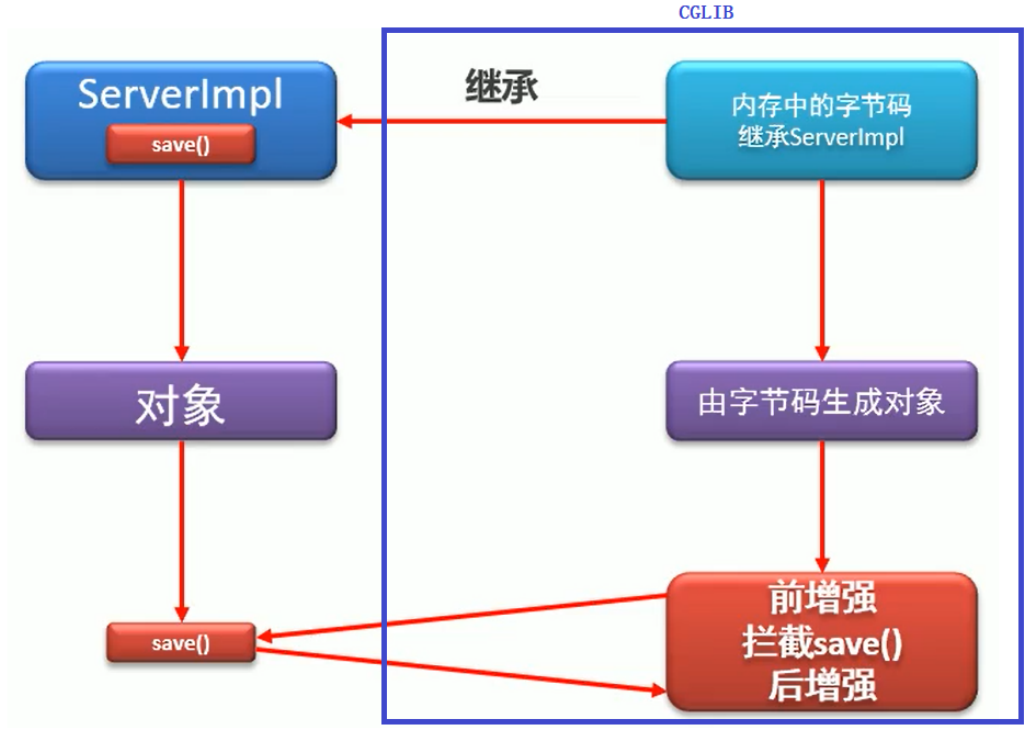 CGLIB
ServerImpl
save()
继承
内存中的字节码
继承ServerImpl
对象
由字节码生成对象
save()
前增强
拦截save()
后增强